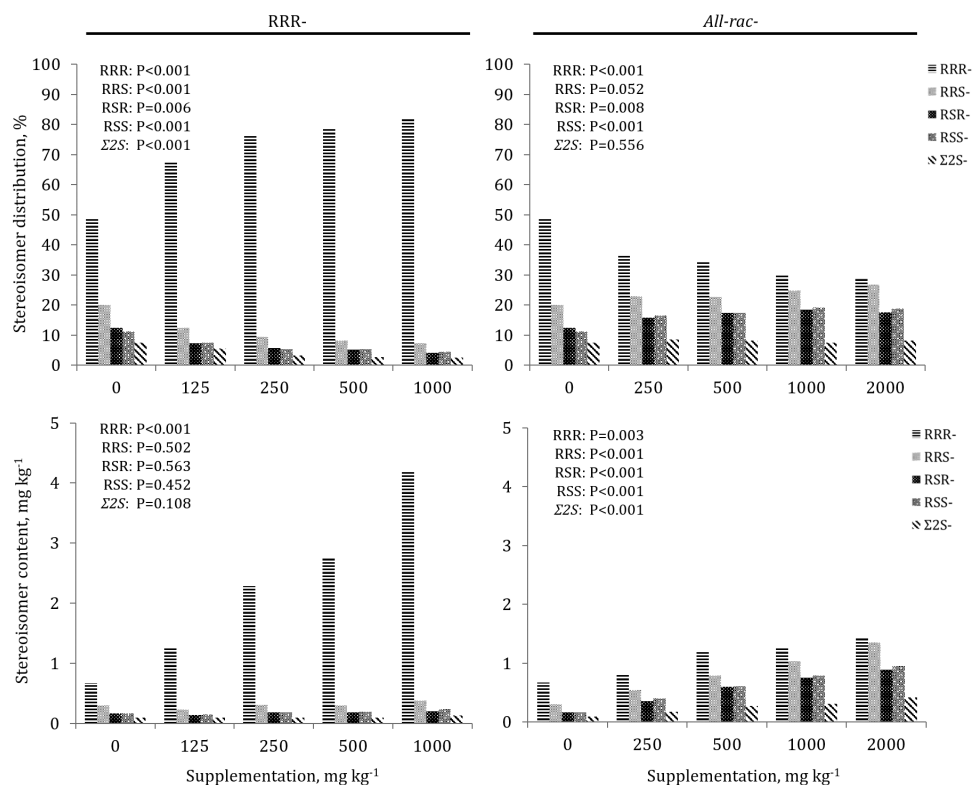 RRR-
All-rac-
Stereoisomer distribution, %
100
90
80
70
60
50
40
30
20
10
0
RRR: P<0.001
RRS: P<0.001
RSR: P=0.006
RSS: P<0.001
Σ2S: P<0.001
0 125 250 500 1000
100
90
80
70
60
50
40
30
20
10
0
RRR: P<0.001
RRS: P=0.052
RSR: P=0.008
RSS: P<0.001
Σ2S: P=0.556
0 250 500 1000 2000
RRR-
RRS-
RSR-
RSS-
Σ2S-
Stereoisomer content, mg kg⁻¹
5
4
3
2
1
0
RRR: P<0.001
RRS: P=0.502
RSR: P=0.563
RSS: P=0.452
Σ2S: P=0.108
0 125 250 500 1000
Supplementation, mg kg⁻¹
5
4
3
2
1
0
RRR: P=0.003
RRS: P<0.001
RSR: P<0.001
RSS: P<0.001
Σ2S: P<0.001
0 250 500 1000 2000
Supplementation, mg kg⁻¹
RRR-
RRS-
RSR-
RSS-
Σ2S-